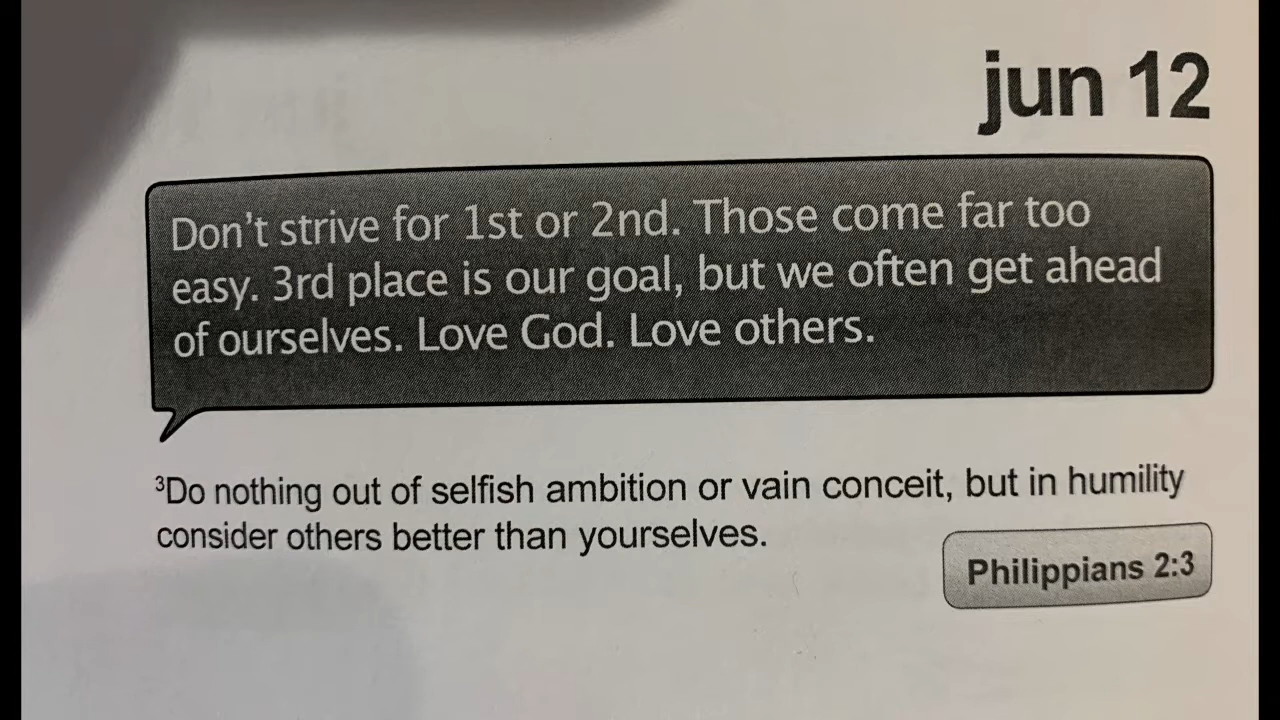 jun 12
Don't strive for 1st or 2nd. Those come far too
easy. 3rd place is our goal, but we often get ahead
of ourselves. Love God. Love others.
³Do nothing out of selfish ambition or vain conceit, but in humility
consider others better than yourselves.
Philippians 2:3